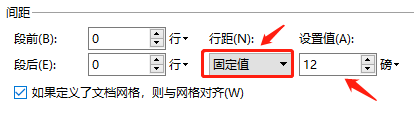 间距
段前(B): 0 行 行距(N): 设置值(A):
段后(E): 0 行 固定值 12 磅
如果定义了文档网格，则与网格对齐(W)